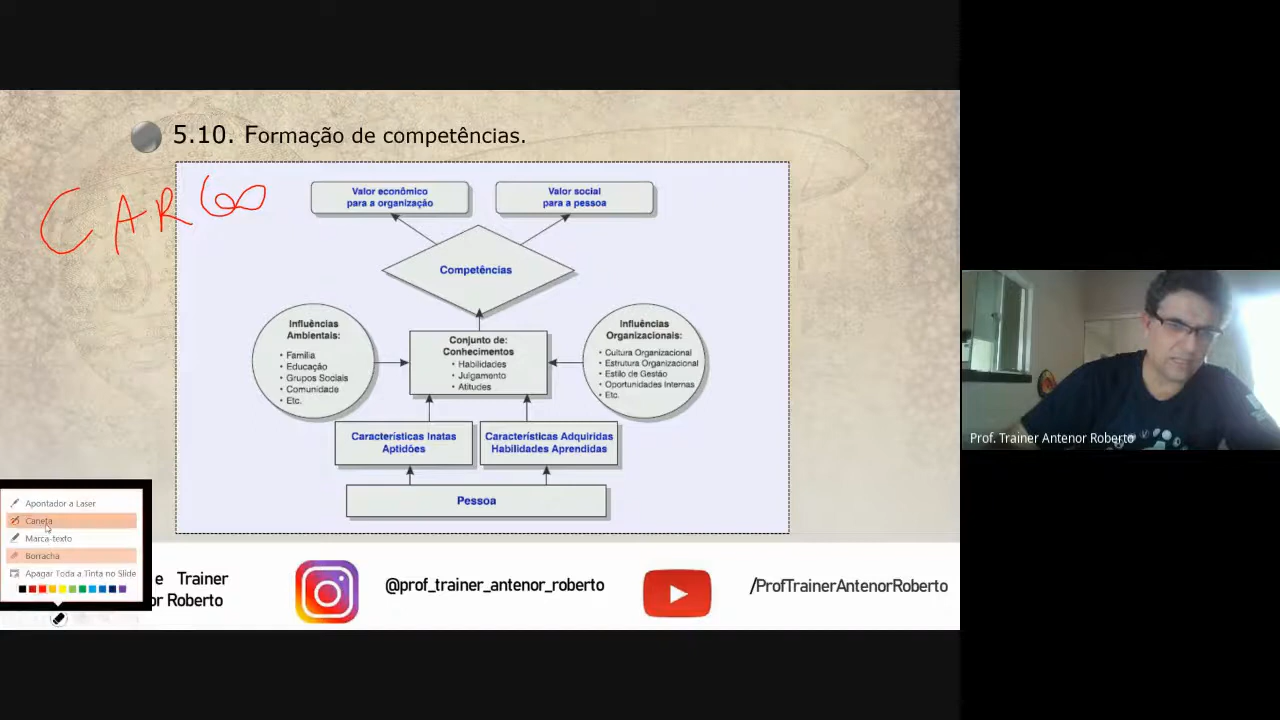 5.10. Formação de competências.
CARGO
Valor econômico
para a organização
Valor social
para a pessoa
Competências
Influências
Ambientais:
• Família
• Educação
• Grupos Sociais
• Comunidade
• Etc.
Conjunto de:
Conhecimentos
• Habilidades
• Julgamento
• Atitudes
Influências
Organizacionais:
• Cultura Organizacional
• Estrutura Organizacional
• Estilo de Gestão
• Oportunidades Internas
• Etc.
Características Inatas
Aptidões
Características Adquiridas
Habilidades Aprendidas
Pessoa
Prof. Trainer Antenor Roberto
Apontador a Laser
Caneta
Marca-texto
Borracha
Apagar Toda a Tinta no Slide
e Trainer
or Roberto
@prof_trainer_antenor_roberto
/ProfTrainerAntenorRoberto